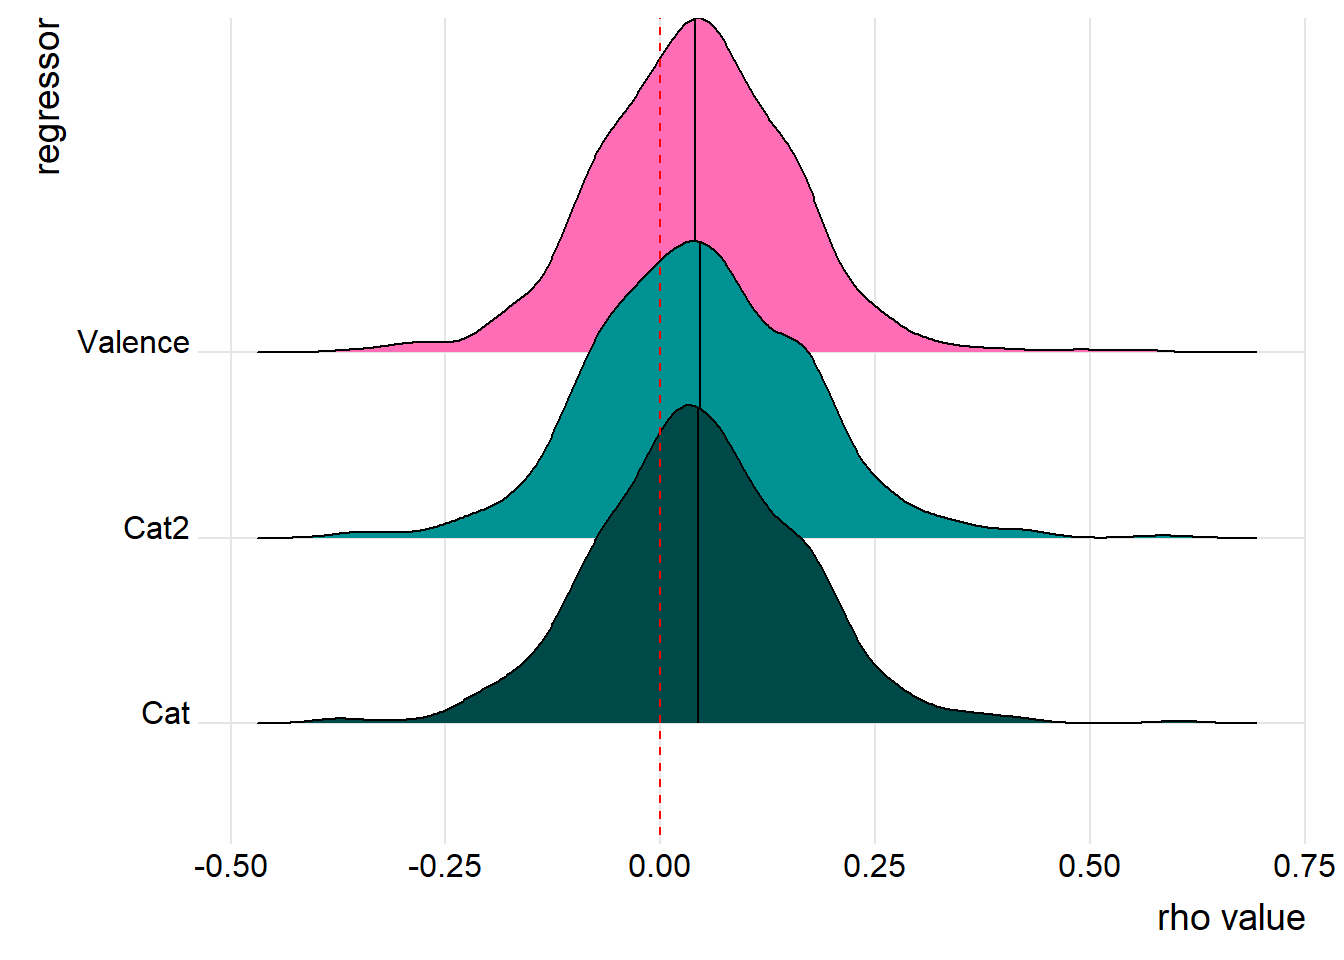 regressor
Valence
Cat2
Cat
-0.50 -0.25 0.00 0.25 0.50 0.75
rho value